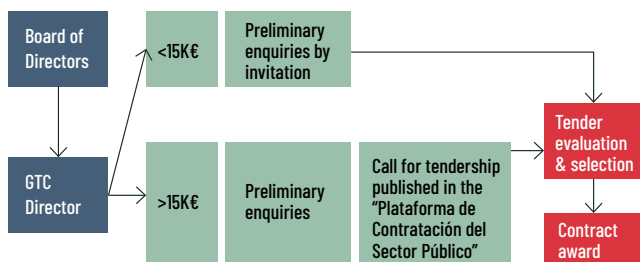 Board of
Directors
<15K€
Preliminary
enquiries by
invitation
Tender
evaluation
& selection
GTC
Director
>15K€
Preliminary
enquiries
Call for tendership
published in the
“Plataforma de
Contratación del
Sector Público”
Contract
award